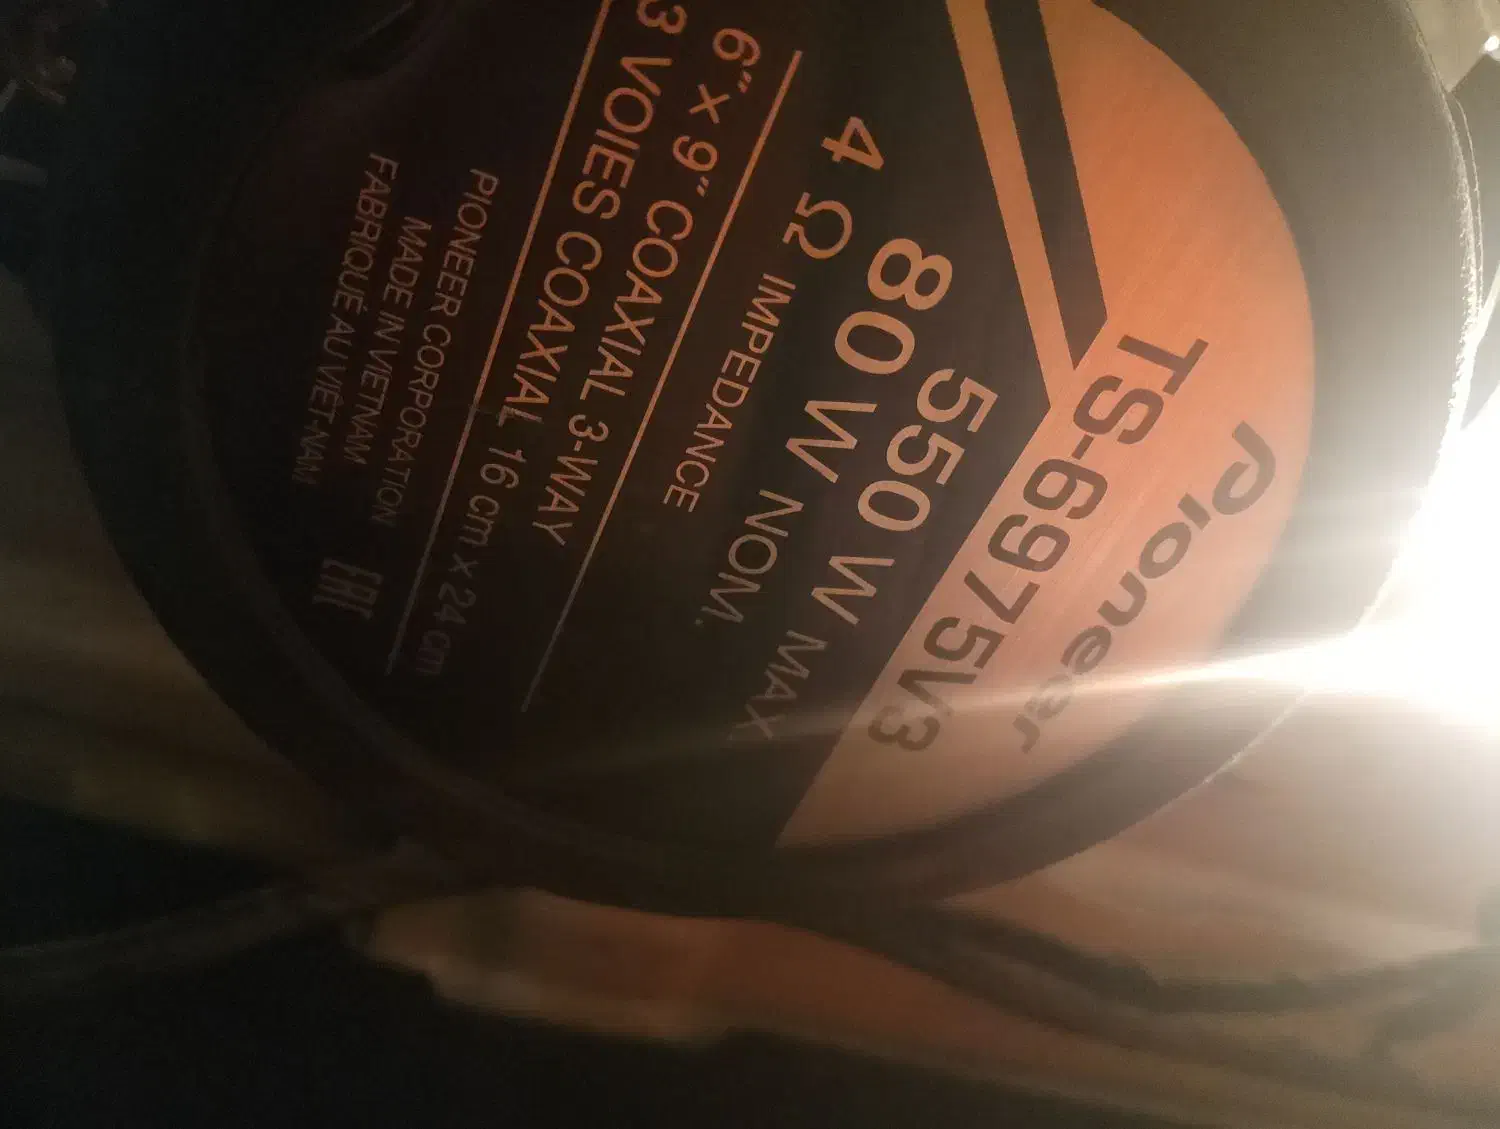 Pioneer
TS-6975V3
550 W MAX
80 W NOM.
4 Ω IMPEDANCE
6" x 9" COAXIAL 3-WAY
3 VOIES COAXIAL 16 cm x 24 cm
PIONEER CORPORATION
MADE IN VIETNAM
FABRIQUÉ AU VIÊT-NAM
EAC